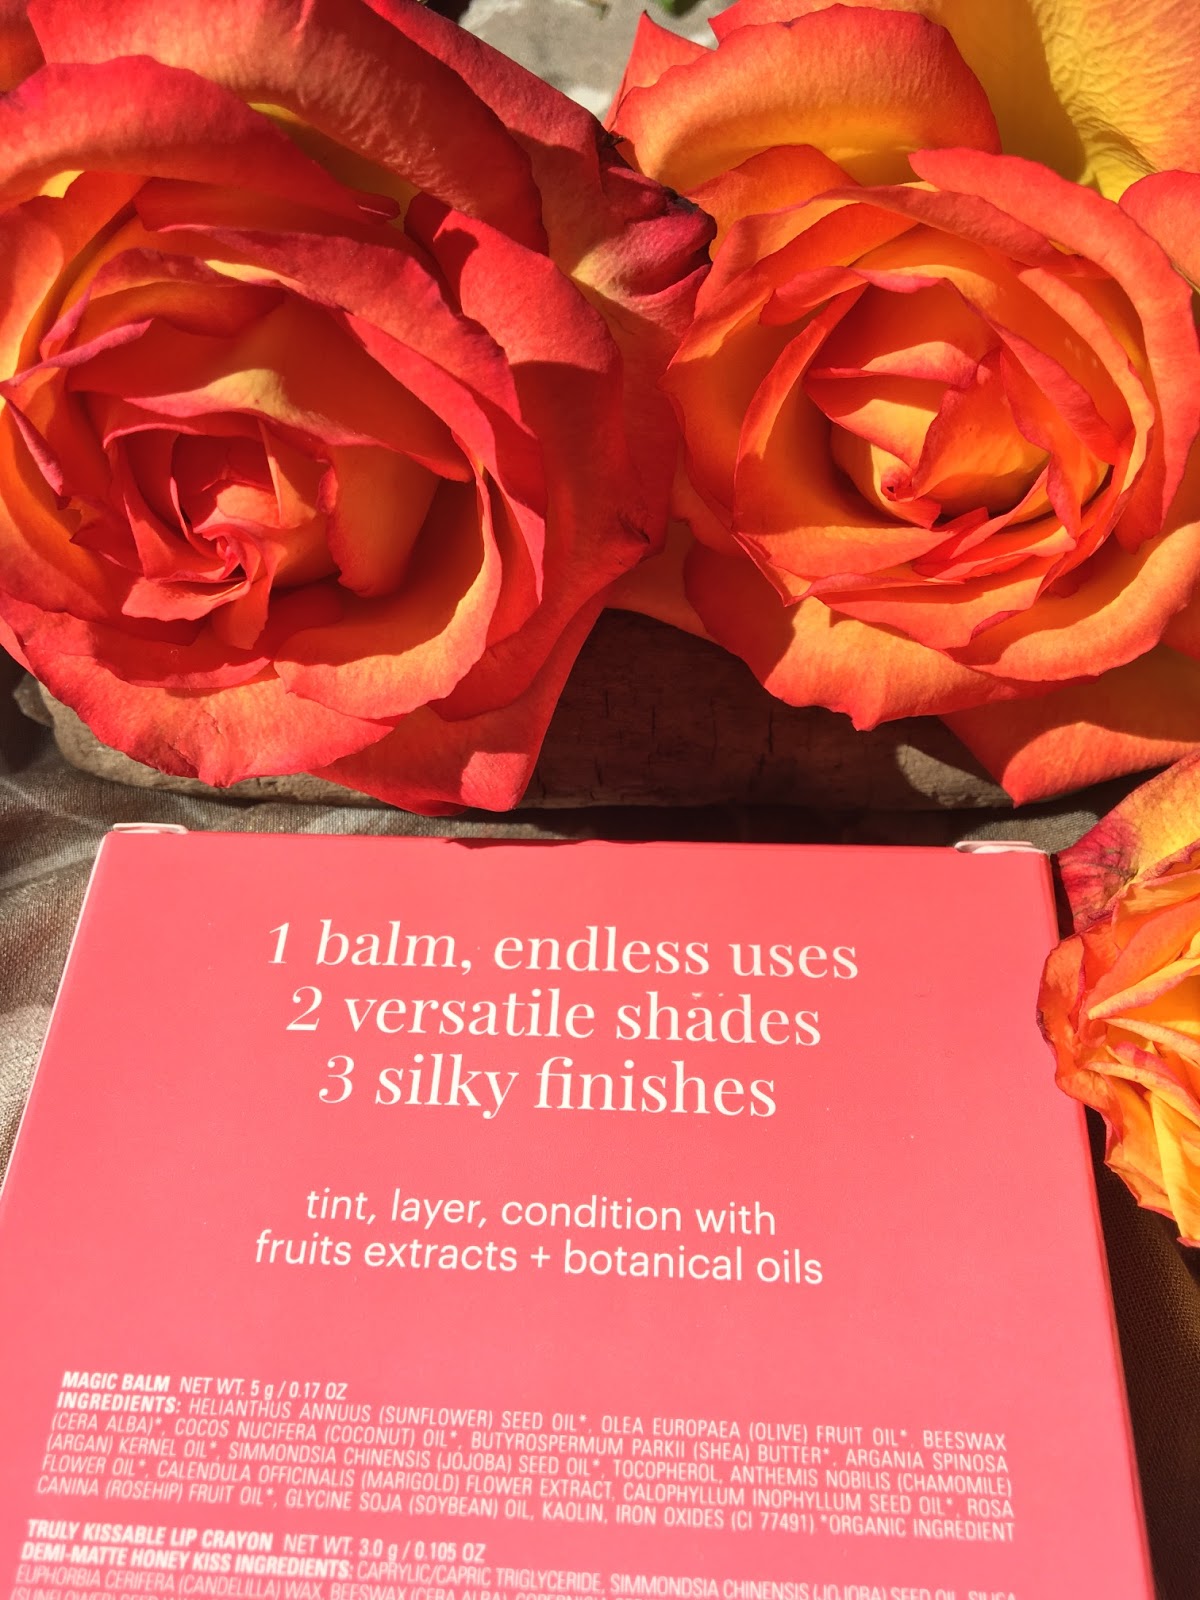 1 balm, endless uses
2 versatile shades
3 silky finishes
tint, layer, condition with
fruits extracts + botanical oils
MAGIC BALM NET WT. 5 g / 0.17 OZ
INGREDIENTS: HELIANTHUS ANNUUS (SUNFLOWER) SEED OIL*, OLEA EUROPAEA (OLIVE) FRUIT OIL*, BEESWAX
(CERA ALBA)*, COCOS NUCIFERA (COCONUT) OIL*, BUTYROSPERMUM PARKII (SHEA) BUTTER*, ARGANIA SPINOSA
(ARGAN) KERNEL OIL*, SIMMONDSIA CHINENSIS (JOJOBA) SEED OIL*, TOCOPHEROL, ANTHEMIS NOBILIS (CHAMOMILE)
FLOWER OIL*, CALENDULA OFFICINALIS (MARIGOLD) FLOWER EXTRACT, CALOPHYLLUM INOPHYLLUM SEED OIL*, ROSA
CANINA (ROSEHIP) FRUIT OIL*, GLYCINE SOJA (SOYBEAN) OIL, KAOLIN, IRON OXIDES (CI 77491) *ORGANIC INGREDIENT
TRULY KISSABLE LIP CRAYON NET WT. 3.0 g / 0.105 OZ
DEMI-MATTE HONEY KISS INGREDIENTS: CAPRYLIC/CAPRIC TRIGLYCERIDE, SIMMONDSIA CHINENSIS (JOJOBA) SEED OIL, SILICA
EUPHORBIA CERIFERA (CANDELILLA) WAX, BEESWAX (CERA ALBA),